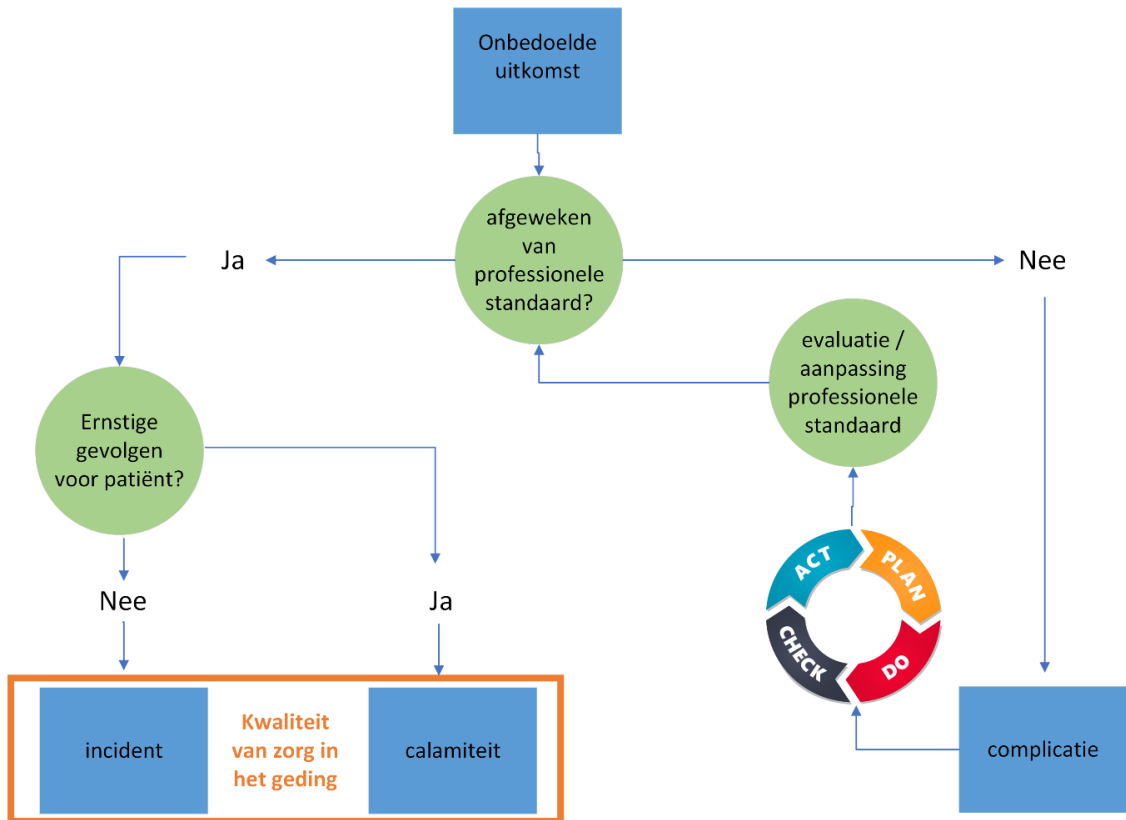 Onbedoelde
uitkomst
afgeweken
van
professionele
standaard?
Ja
Nee
evaluatie /
aanpassing
professionele
standaard
Ernstige
gevolgen
voor patiënt?
Nee
Ja
ACT
PLAN
CHECK
DO
incident
Kwaliteit
van zorg in
het geding
calamiteit
complicatie